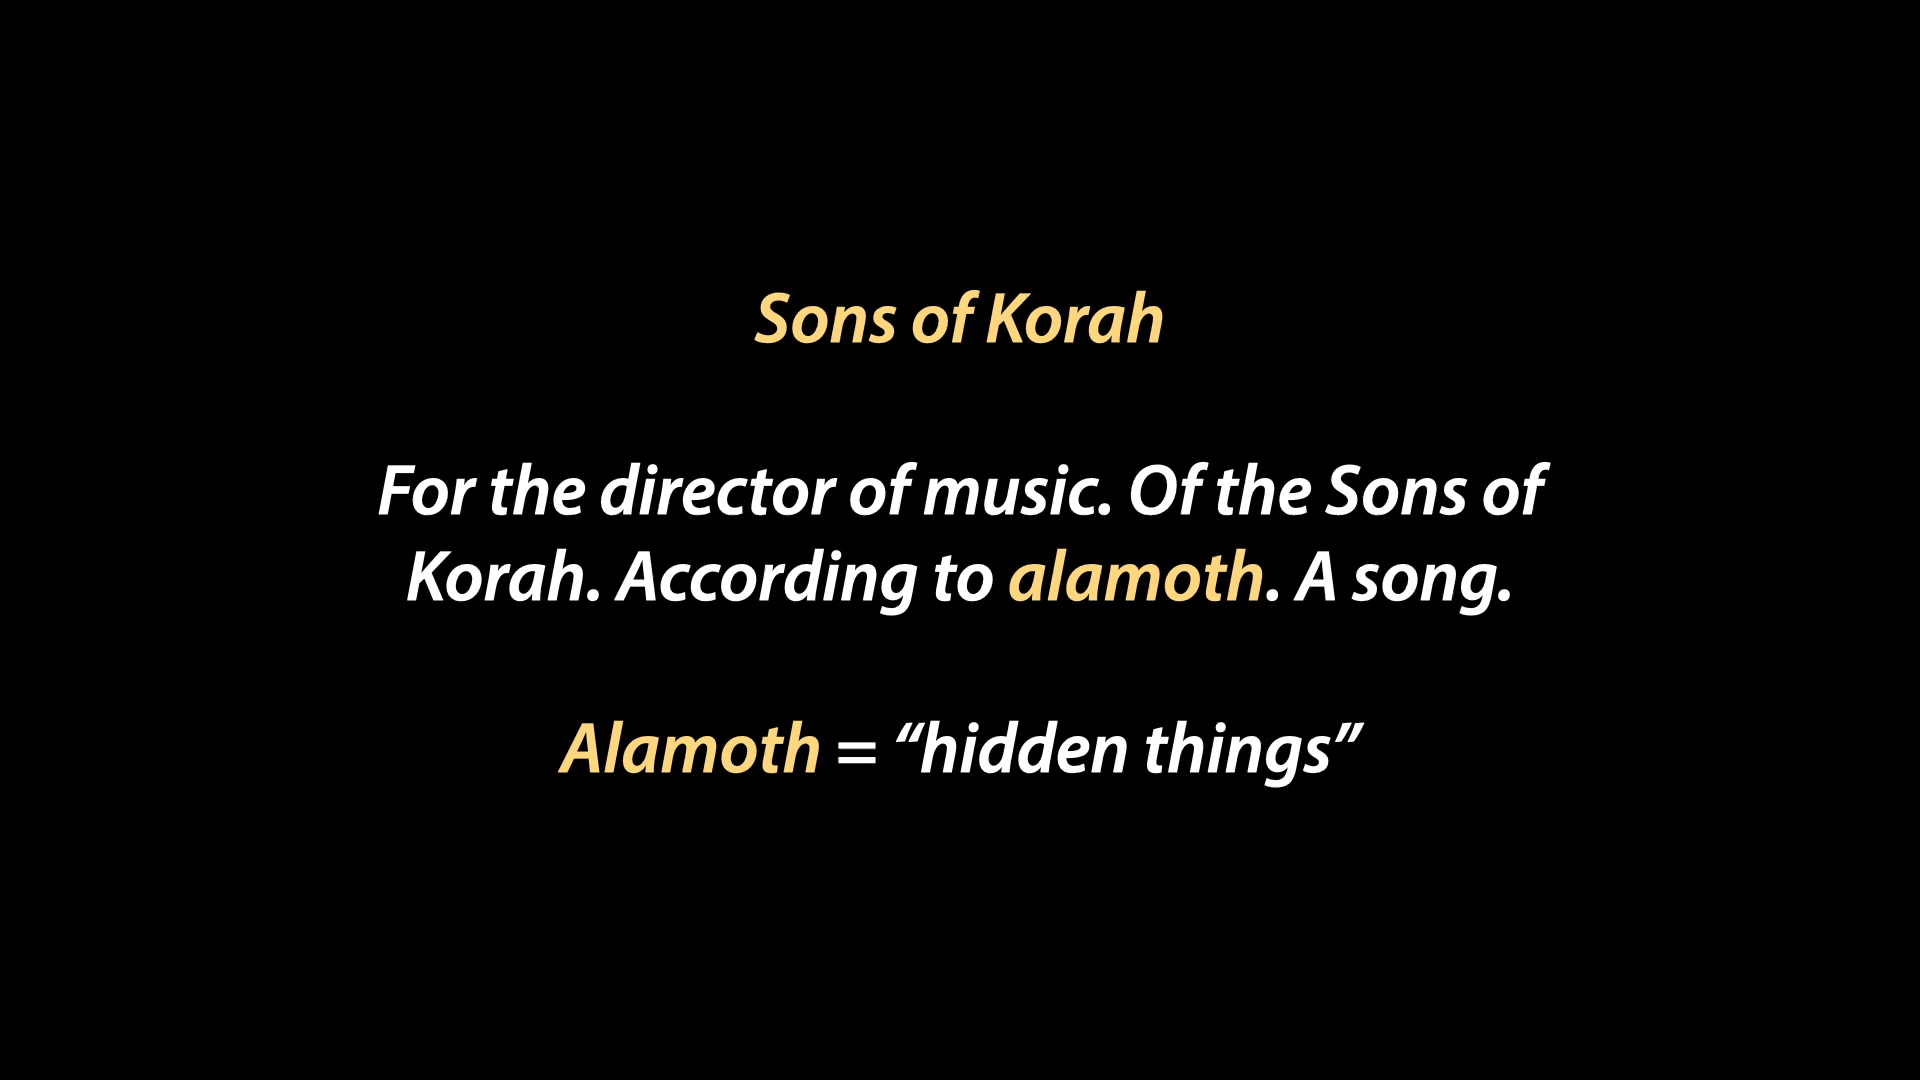 Sons of Korah
For the director of music. Of the Sons of
Korah. According to alamoth. A song.
Alamoth = “hidden things”